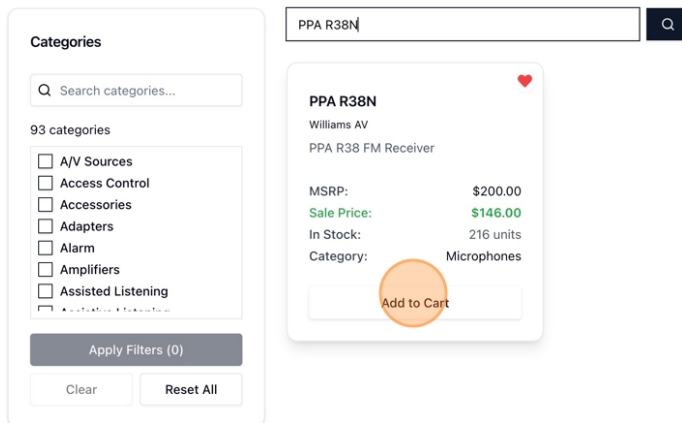 Categories
Search categories...
93 categories
A/V Sources
Access Control
Accessories
Adapters
Alarm
Amplifiers
Assisted Listening
Apply Filters (0)
Clear
Reset All
PPA R38N
PPA R38N
Williams AV
PPA R38 FM Receiver
MSRP: $200.00
Sale Price: $146.00
In Stock: 216 units
Category: Microphones
Add to Cart